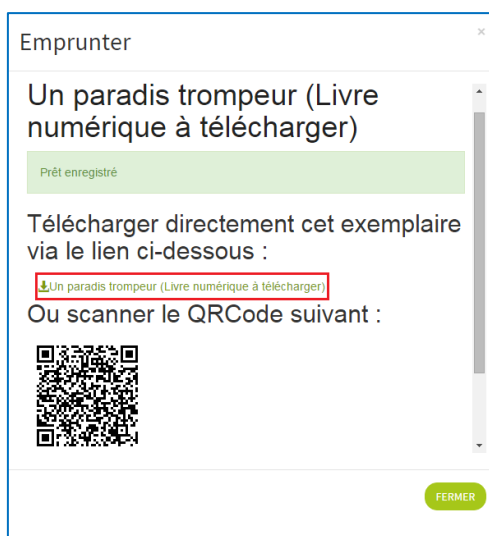 Emprunter
×
Un paradis trompeur (Livre
numérique à télécharger)
Prêt enregistré
Télécharger directement cet exemplaire
via le lien ci-dessous :
Un paradis trompeur (Livre numérique à télécharger)
Ou scanner le QRCode suivant :
FERMER